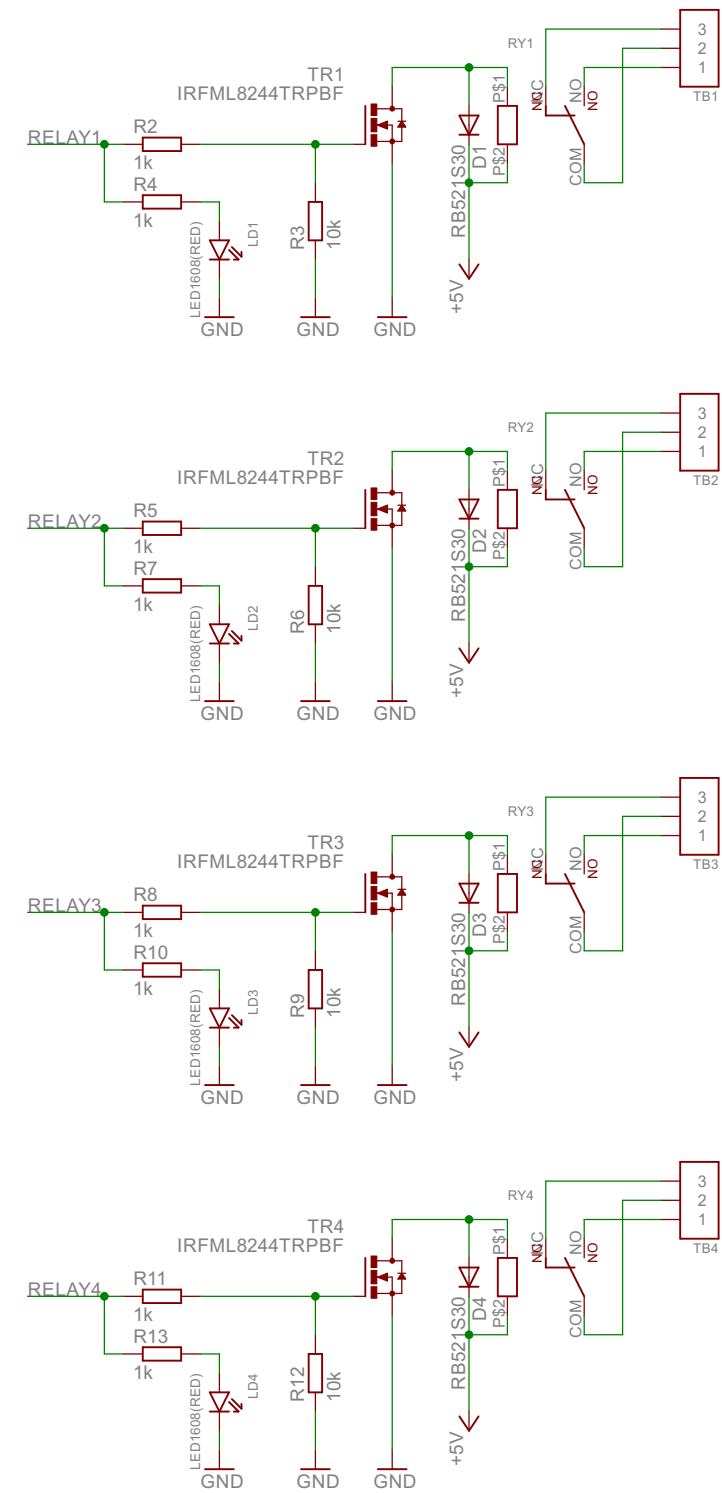 RY1
3
2
1
TB1
TR1
IRFML8244TRPBF
P$1
NC
NC
NO
NO
RELAY1
R2
1k
D1
RB521S30
P$2
COM
R4
1k
LED1608(RED)
LD1
R3
10k
+5V
GND
GND
GND
RY2
3
2
1
TB2
TR2
IRFML8244TRPBF
P$1
NC
NC
NO
NO
RELAY2
R5
1k
D2
RB521S30
P$2
COM
R7
1k
LED1608(RED)
LD2
R6
10k
+5V
GND
GND
GND
RY3
3
2
1
TB3
TR3
IRFML8244TRPBF
P$1
NC
NC
NO
NO
RELAY3
R8
1k
D3
RB521S30
P$2
COM
R10
1k
LED1608(RED)
LD3
R9
10k
+5V
GND
GND
GND
RY4
3
2
1
TB4
TR4
IRFML8244TRPBF
P$1
NC
NC
NO
NO
RELAY4
R11
1k
D4
RB521S30
P$2
COM
R13
1k
LED1608(RED)
LD4
R12
10k
+5V
GND
GND
GND